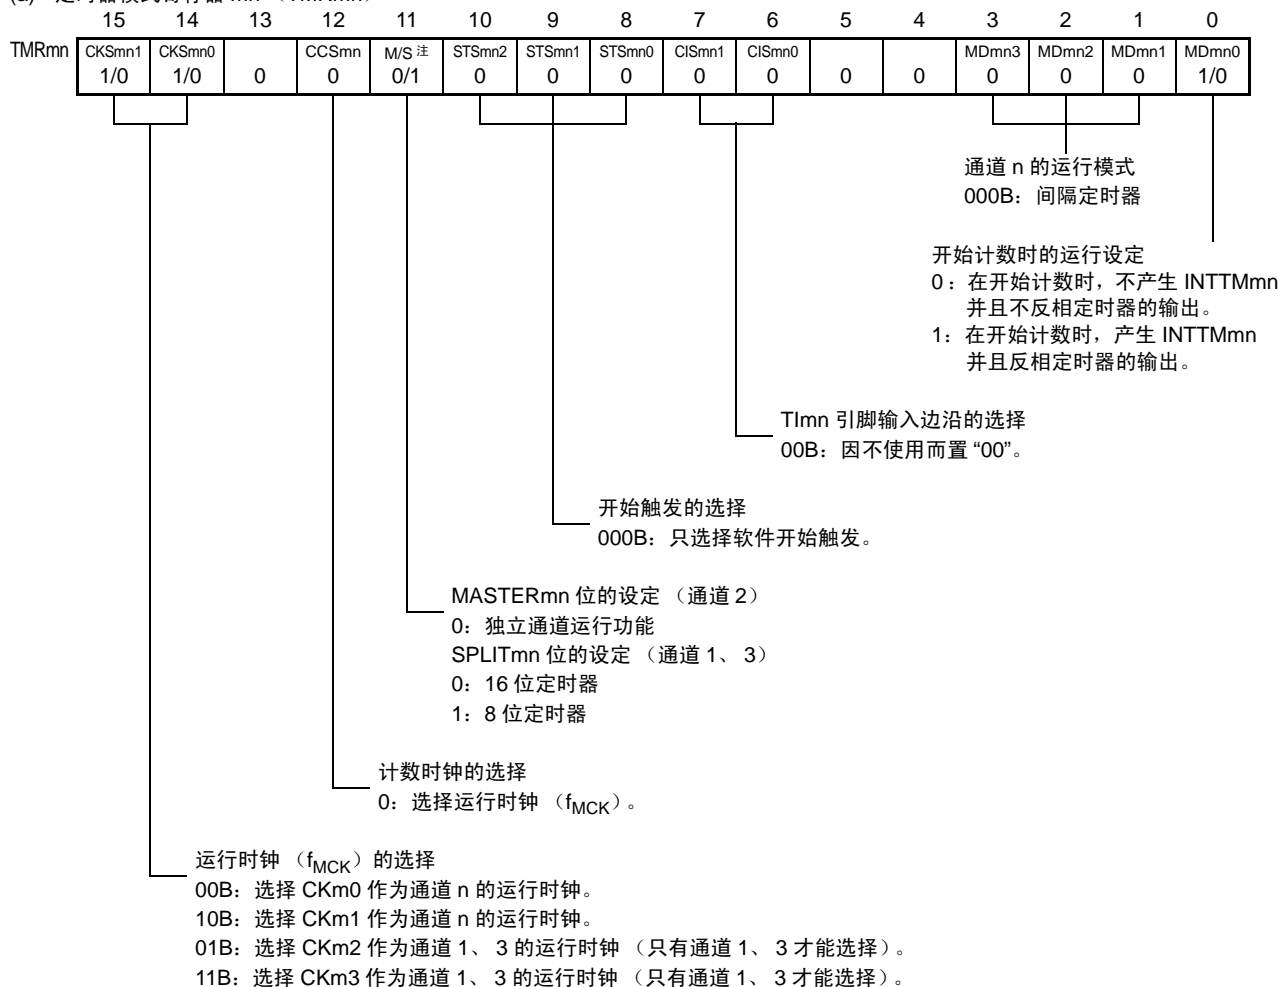 15 14 13 12 11 10 9 8 7 6 5 4 3 2 1 0
TMRmn CKSmn1 CKSmn0 CCSmn M/S 注 STSmn2 STSmn1 STSmn0 CISmn1 CISmn0 MDmn3 MDmn2 MDmn1 MDmn0
1/0 1/0 0 0 0/1 0 0 0 0 0 0 0 0 0 0 1/0
通道 n 的运行模式
000B：间隔定时器
开始计数时的运行设定
0：在开始计数时，不产生 INTTMmn
并且不反相定时器的输出。
1：在开始计数时，产生 INTTMmn
并且反相定时器的输出。
TImn 引脚输入边沿的选择
00B：因不使用而置 “00”。
开始触发的选择
000B：只选择软件开始触发。
MASTERmn 位的设定 （通道 2）
0：独立通道运行功能
SPLITmn 位的设定 （通道 1、 3）
0：16 位定时器
1：8 位定时器
计数时钟的选择
0：选择运行时钟 （fMCK）。
运行时钟 （fMCK）的选择
00B：选择 CKm0 作为通道 n 的运行时钟。
10B：选择 CKm1 作为通道 n 的运行时钟。
01B：选择 CKm2 作为通道 1、 3 的运行时钟 （只有通道 1、 3 才能选择）。
11B：选择 CKm3 作为通道 1、 3 的运行时钟 （只有通道 1、 3 才能选择）。